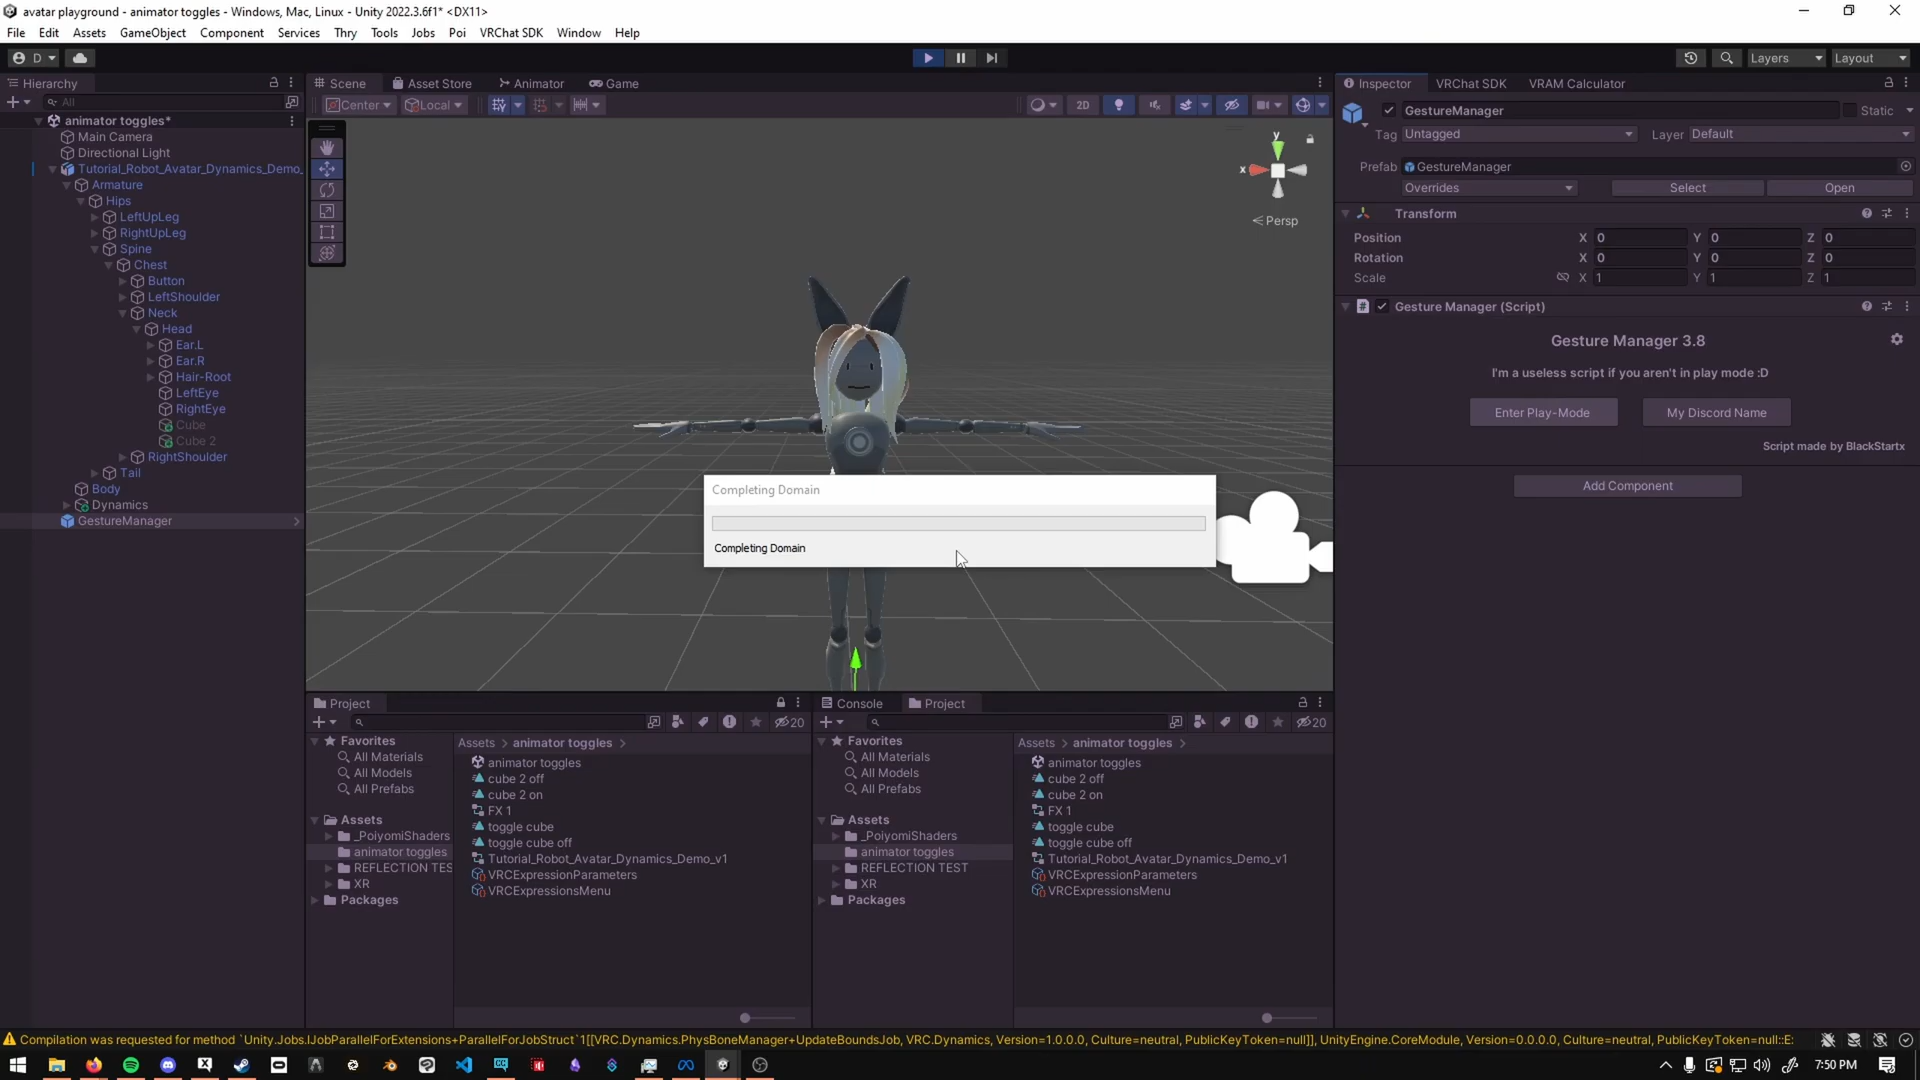 avatar playground - animator toggles - Windows, Mac, Linux - Unity 2022.3.6f1* <DX11>
File Edit Assets GameObject Component Services Thry Tools Jobs Poi VRChat SDK Window Help
D
Layers Layout
Hierarchy
All
animator toggles*
Main Camera
Directional Light
Tutorial_Robot_Avatar_Dynamics_Demo_
Armature
Hips
LeftUpLeg
RightUpLeg
Spine
Chest
Button
LeftShoulder
Neck
Head
Ear.L
Ear.R
Hair-Root
LeftEye
RightEye
Cube
Cube 2
RightShoulder
Tail
Body
Dynamics
GestureManager
Scene Asset Store Animator Game
Center Local 2D
y
x
Persp
Completing Domain
Completing Domain
Inspector VRChat SDK VRAM Calculator
GestureManager Static
Tag Untagged Layer Default
Prefab GestureManager
Overrides Select Open
Transform
Position X 0 Y 0 Z 0
Rotation X 0 Y 0 Z 0
Scale X 1 Y 1 Z 1
Gesture Manager (Script)
Gesture Manager 3.8
I'm a useless script if you aren't in play mode :D
Enter Play-Mode My Discord Name
Script made by BlackStartx
Add Component
Project
20
Favorites
All Materials
All Models
All Prefabs
Assets
_PoiyomiShaders
animator toggles
REFLECTION TES
XR
Packages
Assets > animator toggles >
animator toggles
cube 2 off
cube 2 on
FX 1
toggle cube
toggle cube off
Tutorial_Robot_Avatar_Dynamics_Demo_v1
VRCExpressionParameters
VRCExpressionsMenu
Console Project
20
Favorites
All Materials
All Models
All Prefabs
Assets
_PoiyomiShaders
animator toggles
REFLECTION TEST
XR
Packages
Assets > animator toggles >
animator toggles
cube 2 off
cube 2 on
FX 1
toggle cube
toggle cube off
Tutorial_Robot_Avatar_Dynamics_Demo_v1
VRCExpressionParameters
VRCExpressionsMenu
Compilation was requested for method `Unity.Jobs.IJobParallelForExtensions+ParallelForJobStruct`1[[VRC.Dynamics.PhysBoneManager+UpdateBoundsJob, VRC.Dynamics, Version=1.0.0.0, Culture=neutral, PublicKeyToken=null]], UnityEngine.CoreModule, Version=0.0.0.0, Culture=neutral, PublicKeyToken=null::E:
7:50 PM